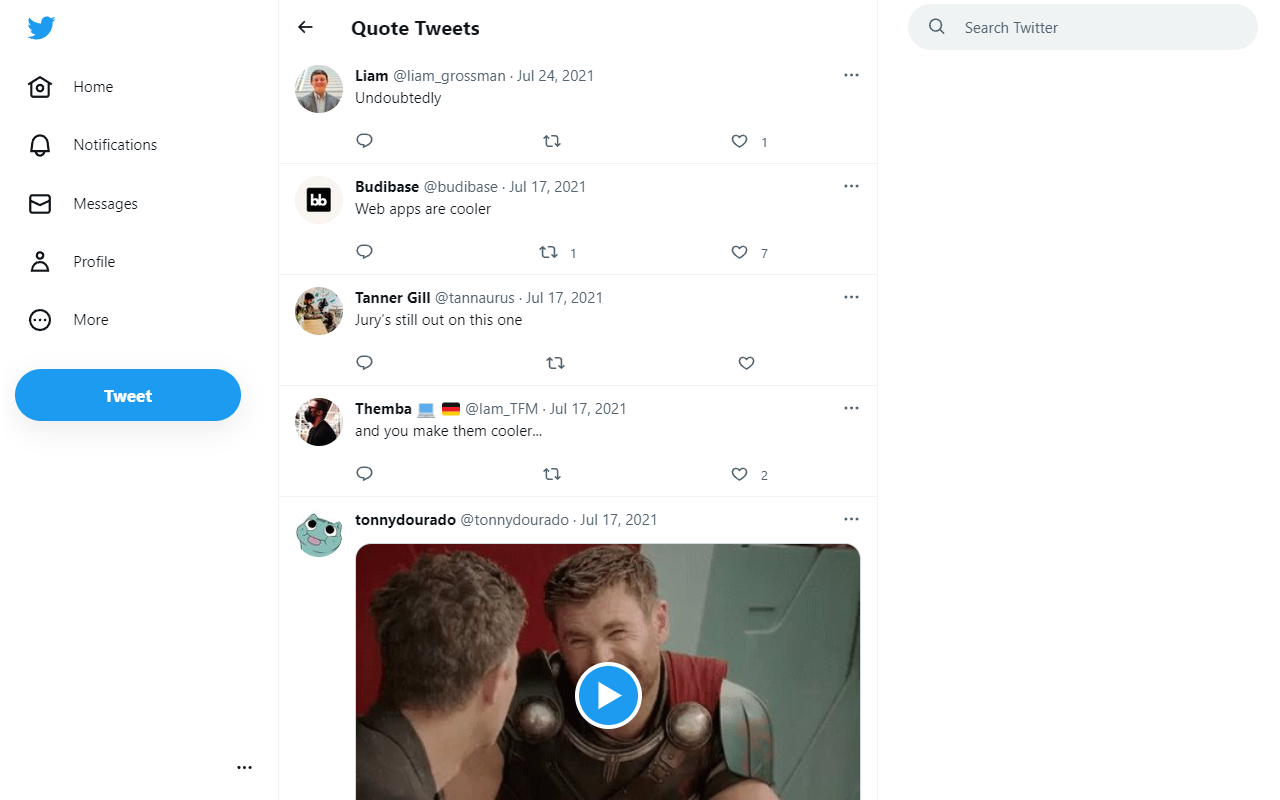 Quote Tweets
Search Twitter
Home
Notifications
Messages
Profile
More
Tweet
Liam @liam_grossman · Jul 24, 2021
Undoubtedly
1
bb
Budibase @budibase · Jul 17, 2021
Web apps are cooler
1 7
Tanner Gill @tannaurus · Jul 17, 2021
Jury's still out on this one
Themba 💻 🇩🇪 @Iam_TFM · Jul 17, 2021
and you make them cooler...
2
tonnydourado @tonnydourado · Jul 17, 2021